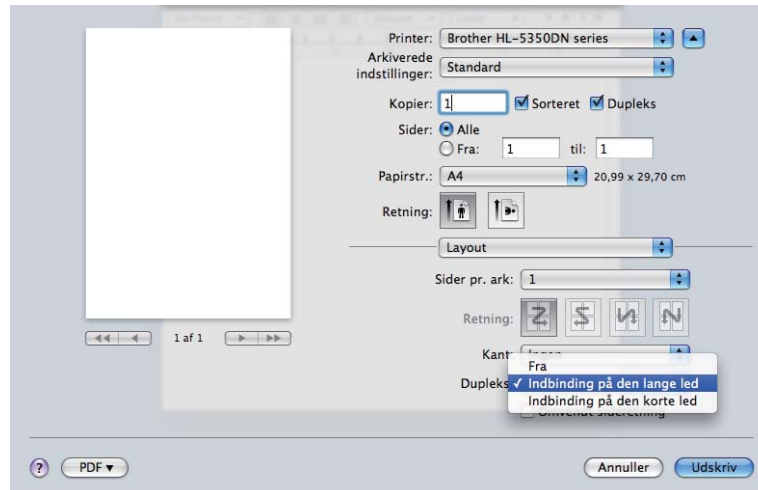 Printer: Brother HL-5350DN series
Arkiverede
indstillinger: Standard
Kopier: 1 Sorteret Dupleks
Sider: Alle
Fra: 1 til: 1
Papirstr.: A4 20,99 x 29,70 cm
Retning:
Layout
Sider pr. ark: 1
Retning:
1 af 1
Kant: Ingen
Fra
Dupleks ✓ Indbinding på den lange led
Indbinding på den korte led
Omvendt sideretning
? PDF ▼ Annuller Udskriv